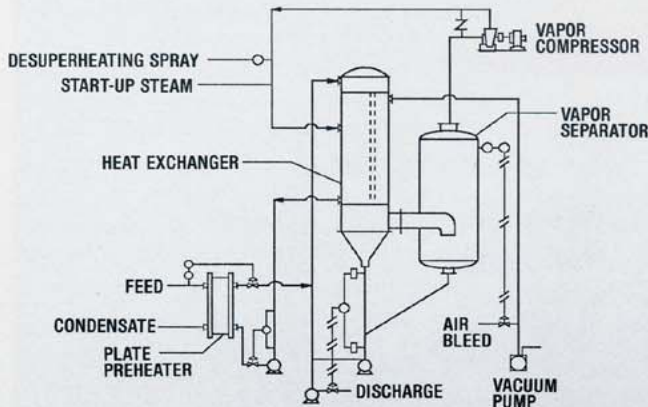 DESUPERHEATING SPRAY
START-UP STEAM
VAPOR
COMPRESSOR
VAPOR
SEPARATOR
HEAT EXCHANGER
FEED
CONDENSATE
PLATE
PREHEATER
DISCHARGE
AIR
BLEED
VACUUM
PUMP